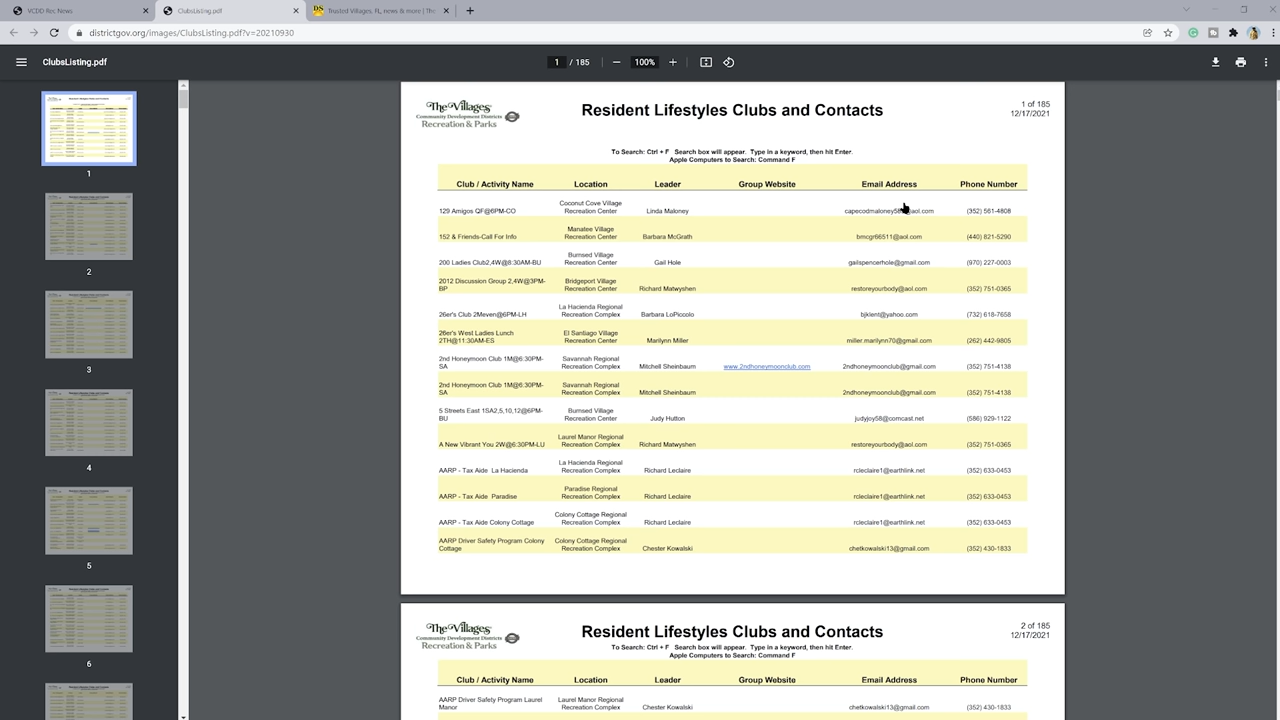 VCDD Rec News
ClubsListing.pdf
Trusted Villages, FL, news & more | Th
districtgov.org/images/ClubsListing.pdf?v=20210930
ClubsListing.pdf
1 / 185
100%
The Villages
Community Development Districts
Recreation & Parks
Resident Lifestyles Clubs and Contacts
1 of 185
12/17/2021
To Search: Ctrl + F Search box will appear. Type in a keyword, then hit Enter.
Apple Computers to Search: Command F
Club / Activity Name Location Leader Group Website Email Address Phone Number
Coconut Cove Village
129 Amigos QF@6PM-CO Recreation Center Linda Maloney (352) 561-4808
Manatee Village
152 & Friends-Call For Info Recreation Center Barbara McGrath bmcgr66511@aol.com (440) 821-5290
Burnsed Village
200 Ladies Club2,4W@8:30AM-BU Recreation Center Gail Hole gailspencerhole@gmail.com (970) 227-0003
2012 Discussion Group 2,4W@3PM- Bridgeport Village
BP Recreation Center Richard Matwyshen restoreyourbody@aol.com (352) 751-0365
La Hacienda Regional
26er's Club 2Meven@6PM-LH Recreation Complex Barbara LoPiccolo bjklent@yahoo.com (732) 618-7658
26er's West Ladies Lunch El Santiago Village
2TH@11:30AM-ES Recreation Center Marilynn Miller miller.marilynn70@gmail.com (262) 442-9805
2nd Honeymoon Club 1M@6:30PM- Savannah Regional
SA Recreation Complex Mitchell Sheinbaum www.2ndhoneymoonclub.com 2ndhoneymoonclub@gmail.com (352) 751-4138
2nd Honeymoon Club 1M@6:30PM- Savannah Regional
SA Recreation Complex Mitchell Sheinbaum 2ndhoneymoonclub@gmail.com (352) 751-4138
5 Streets East 1SA2,5,10,12@6PM- Burnsed Village
BU Recreation Center Judy Hutton judyjoy58@comcast.net (586) 929-1122
Laurel Manor Regional
A New Vibrant You 2W@6:30PM-LU Recreation Complex Richard Matwyshen restoreyourbody@aol.com (352) 751-0365
La Hacienda Regional
AARP - Tax Aide La Hacienda Recreation Complex Richard Leclaire rcleclaire1@earthlink.net (352) 633-0453
Paradise Regional
AARP - Tax Aide Paradise Recreation Complex Richard Leclaire rcleclaire1@earthlink.net (352) 633-0453
Colony Cottage Regional
AARP - Tax Aide Colony Cottage Recreation Complex Richard Leclaire rcleclaire1@earthlink.net (352) 633-0453
AARP Driver Safety Program Colony Colony Cottage Regional
Cottage Recreation Complex Chester Kowalski chetkowalski13@gmail.com (352) 430-1833
The Villages
Community Development Districts
Recreation & Parks
Resident Lifestyles Clubs and Contacts
2 of 185
12/17/2021
To Search: Ctrl + F Search box will appear. Type in a keyword, then hit Enter.
Apple Computers to Search: Command F
Club / Activity Name Location Leader Group Website Email Address Phone Number
AARP Driver Safety Program Laurel Laurel Manor Regional
Manor Recreation Complex Chester Kowalski chetkowalski13@gmail.com (352) 430-1833
1
2
3
4
5
6